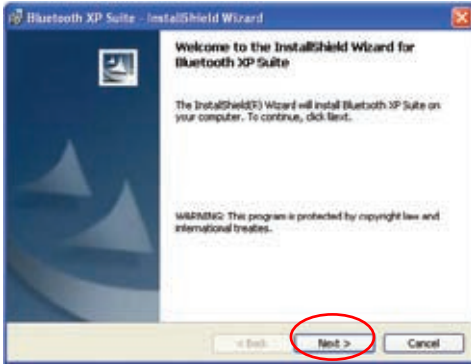 Bluetooth XP Suite - InstallShield Wizard
Welcome to the InstallShield Wizard for
Bluetooth XP Suite
The InstallShield(R) Wizard will install Bluetooth XP Suite on
your computer. To continue, click Next.
WARNING: This program is protected by copyright law and
international treaties.
< Back
Next >
Cancel